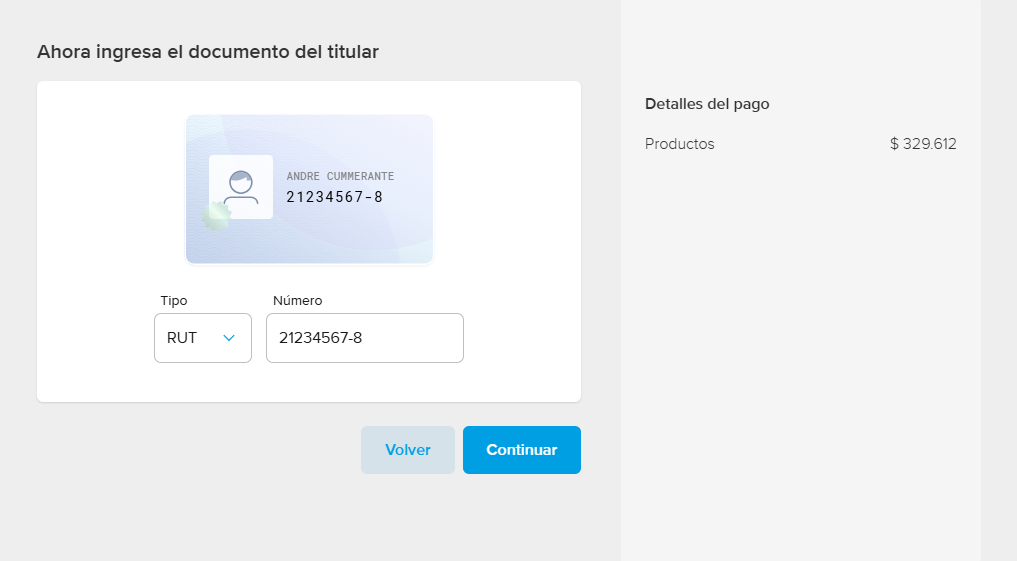 Ahora ingresa el documento del titular
ANDRE CUMMERANTE
21234567-8
Tipo
Número
RUT
21234567-8
Volver
Continuar
Detalles del pago
Productos $ 329.612